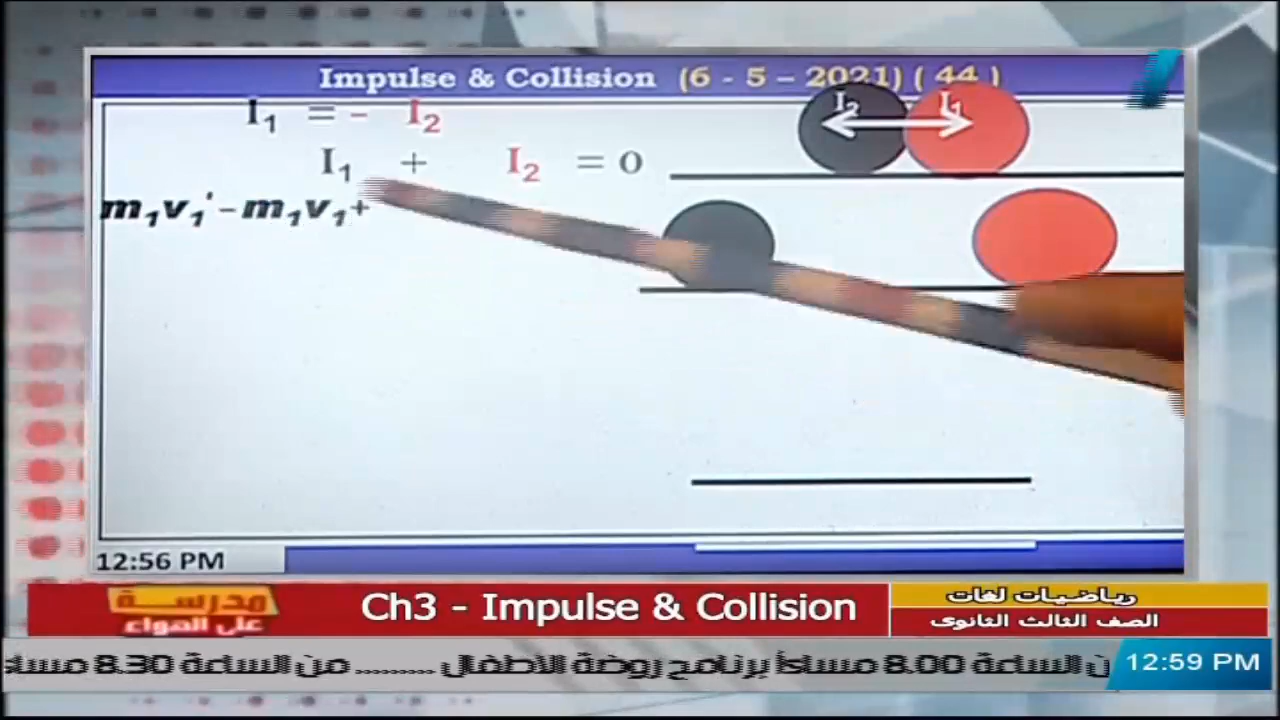 Impulse & Collision (6 - 5 – 2021) ( 44 )
I₁ = – I₂
I₂ I₁
I₁ + I₂ = 0
m₁v₁' – m₁v₁ +
12:56 PM
مدرسة
على الهواء
Ch3 - Impulse & Collision
رياضيات لغات
الصف الثالث الثانوى
ن الساعة 8.00 مساءاً برنامج روضة الاطفال ......... من الساعة 8.30 مساء
12:59 PM